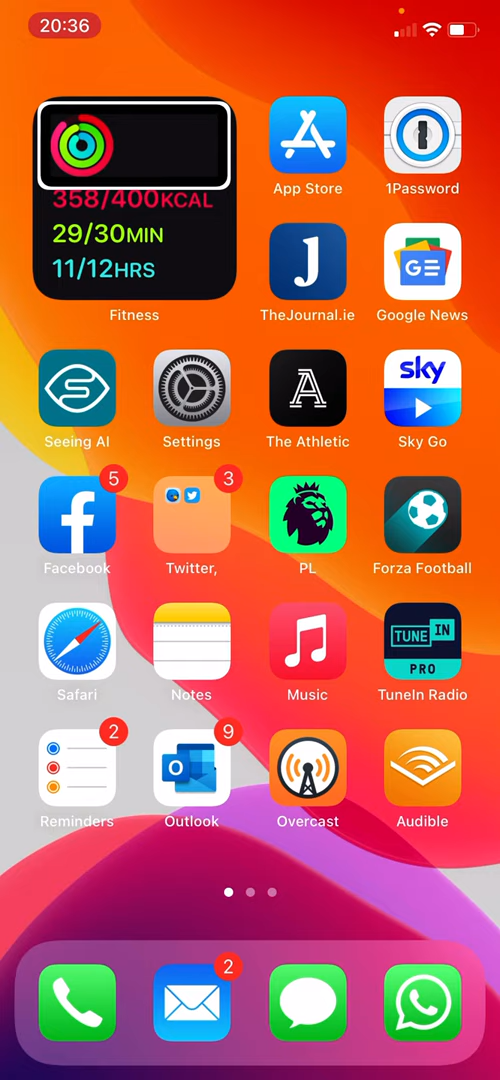 20:36
358/400KCAL
29/30MIN
11/12HRS
Fitness
App Store
1Password
J
TheJournal.ie
GE
Google News
S
Seeing AI
Settings
A
The Athletic
sky
Sky Go
5
f
Facebook
3
Twitter,
PL
Forza Football
Safari
Notes
Music
TUNE IN
PRO
TuneIn Radio
2
Reminders
9
O
Outlook
Overcast
Audible
2